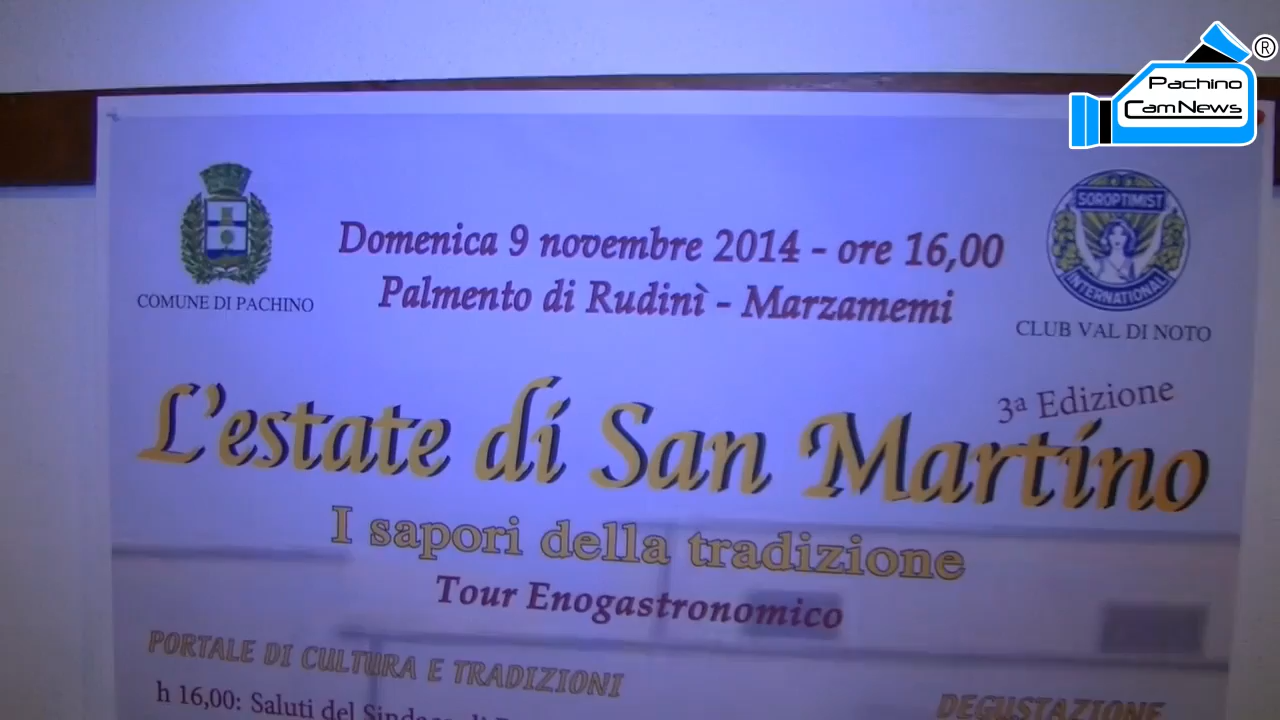 Pachino
CamNews
®
SOROPTIMIST
INTERNATIONAL
COMUNE DI PACHINO
Domenica 9 novembre 2014 - ore 16,00
Palmento di Rudinì - Marzamemi
CLUB VAL DI NOTO
3ª Edizione
L'estate di San Martino
I sapori della tradizione
Tour Enogastronomico
PORTALE DI CULTURA E TRADIZIONI
h 16,00: Saluti del
DEGUSTAZIONE